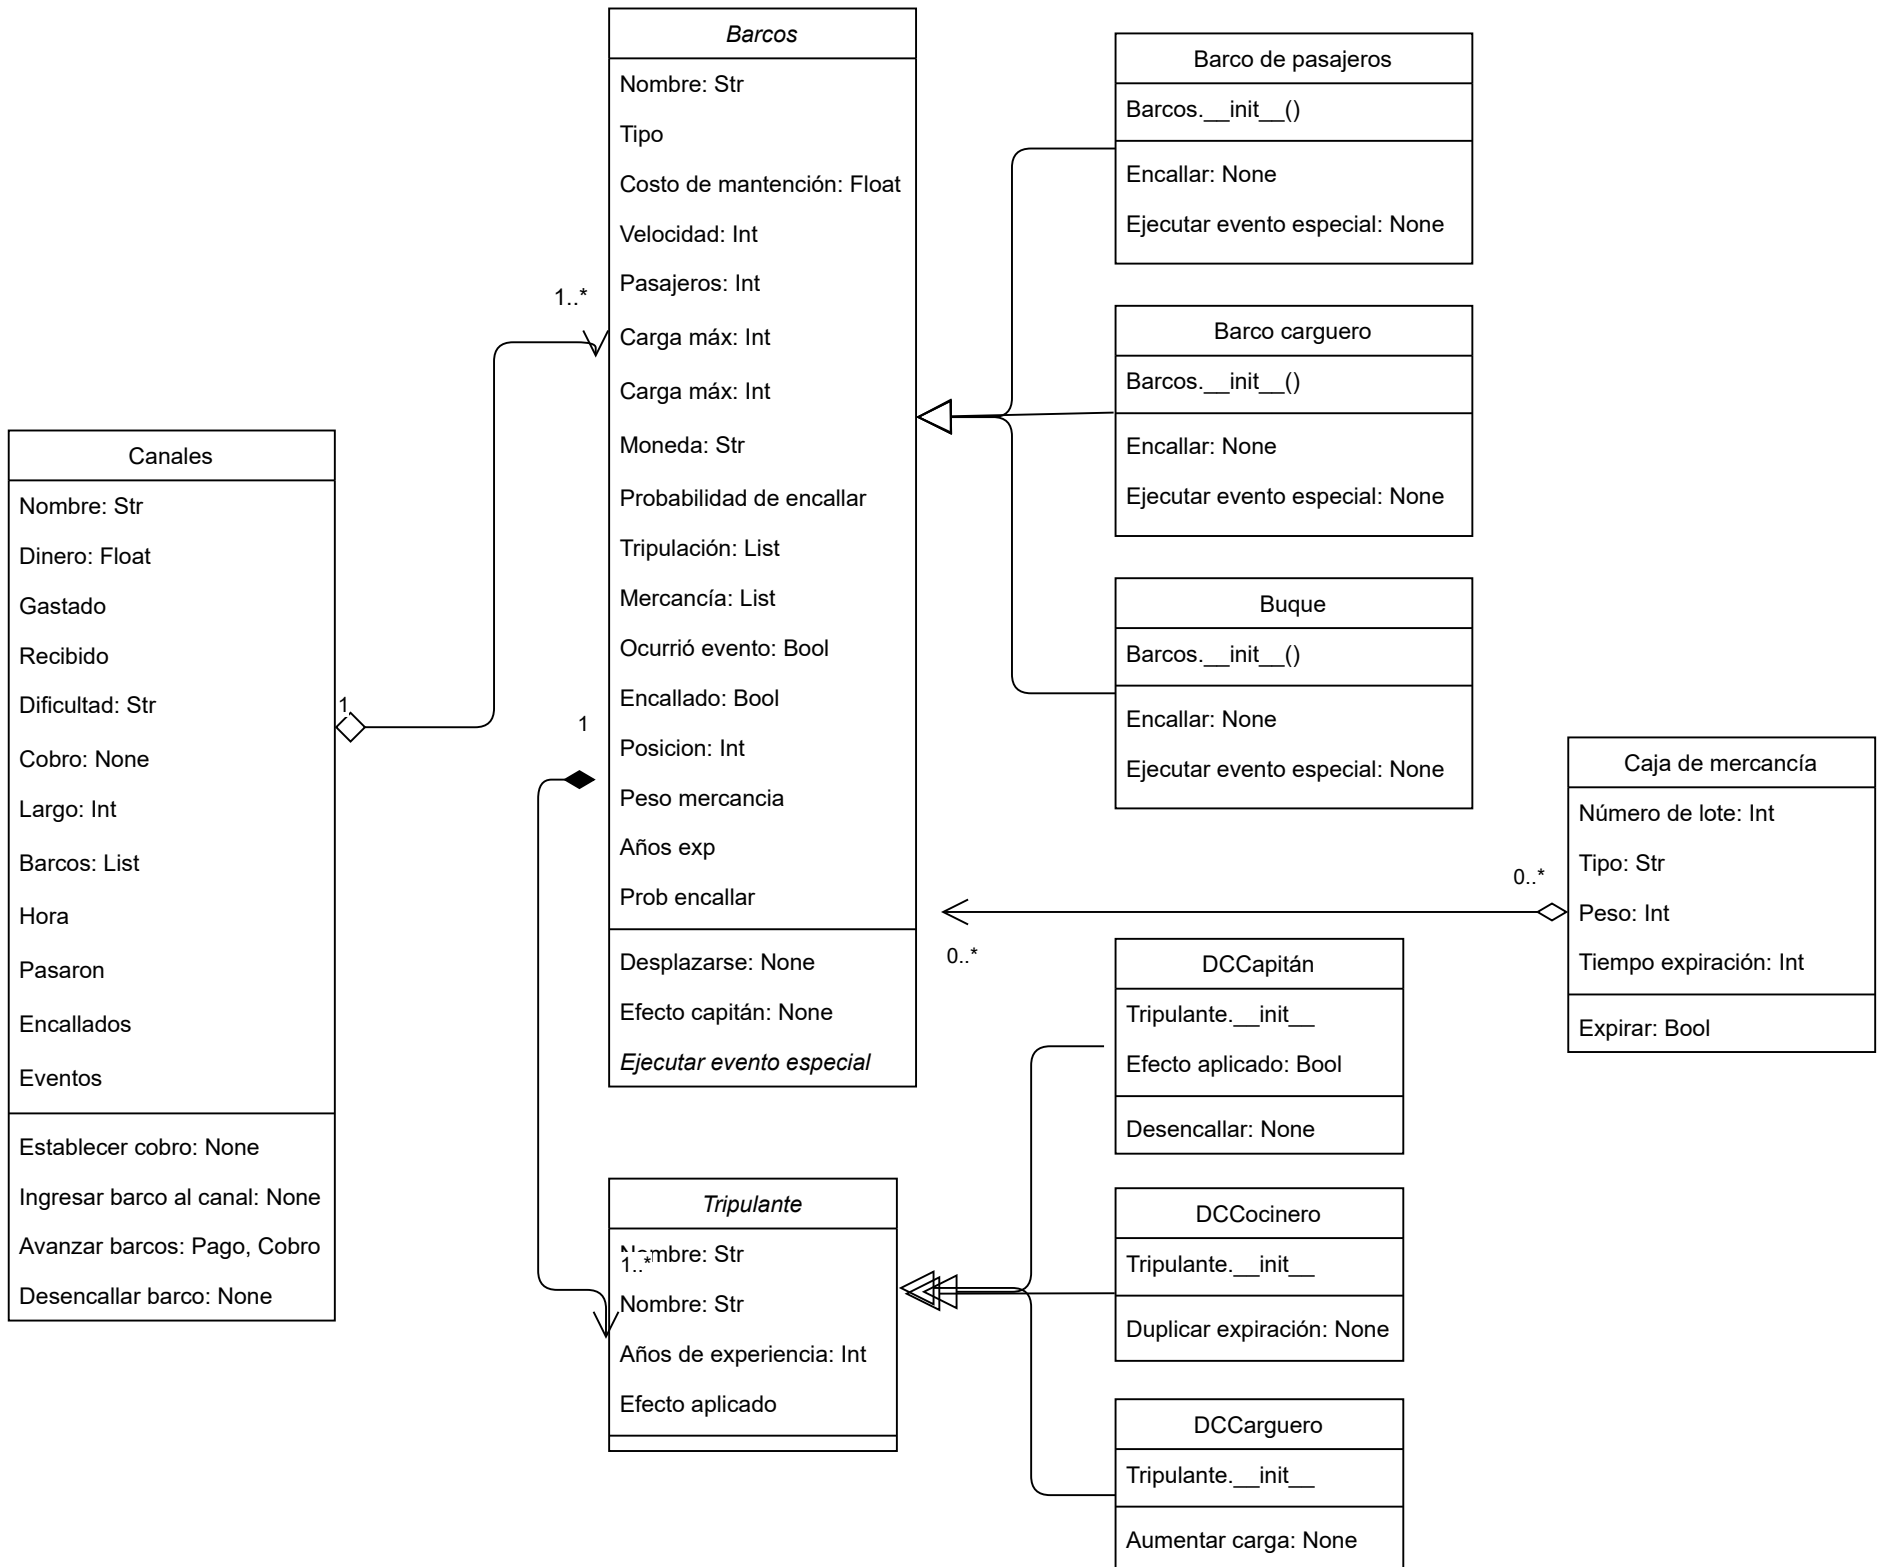 Barcos
Nombre: Str
Tipo
Costo de mantención: Float
Velocidad: Int
Pasajeros: Int
Carga máx: Int
Carga máx: Int
Moneda: Str
Probabilidad de encallar
Tripulación: List
Mercancía: List
Ocurrió evento: Bool
Encallado: Bool
Posicion: Int
Peso mercancia
Años exp
Prob encallar
Desplazarse: None
Efecto capitán: None
Ejecutar evento especial
Barco de pasajeros
Barcos.__init__()
Encallar: None
Ejecutar evento especial: None
Barco carguero
Barcos.__init__()
Encallar: None
Ejecutar evento especial: None
Buque
Barcos.__init__()
Encallar: None
Ejecutar evento especial: None
1..*
Canales
Nombre: Str
Dinero: Float
Gastado
Recibido
Dificultad: Str
Cobro: None
Largo: Int
Barcos: List
Hora
Pasaron
Encallados
Eventos
Establecer cobro: None
Ingresar barco al canal: None
Avanzar barcos: Pago, Cobro
Desencallar barco: None
1
1
Caja de mercancía
Número de lote: Int
Tipo: Str
Peso: Int
Tiempo expiración: Int
Expirar: Bool
0..*
0..*
DCCapitán
Tripulante.__init__
Efecto aplicado: Bool
Desencallar: None
Tripulante
Nombre: Str
1..*
Nombre: Str
Años de experiencia: Int
Efecto aplicado
DCCocinero
Tripulante.__init__
Duplicar expiración: None
DCCarguero
Tripulante.__init__
Aumentar carga: None